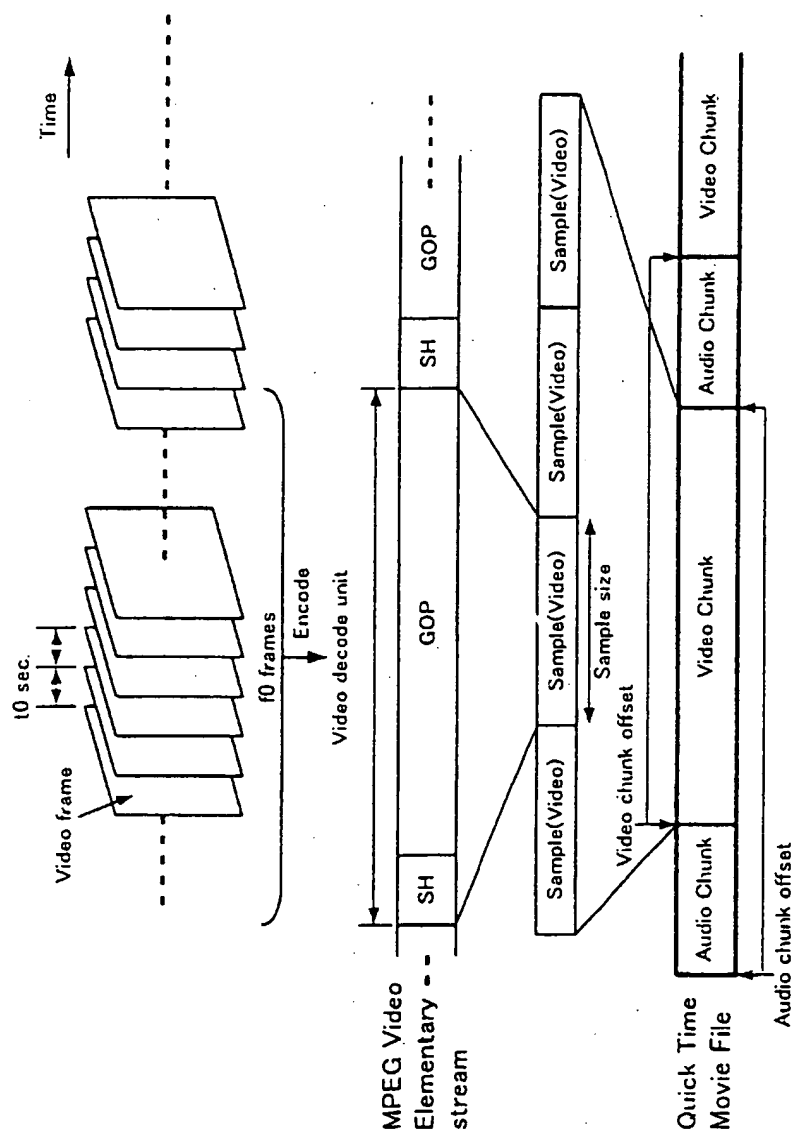 Time
t0 sec.
Video frame
f0 frames
Encode
Video decode unit
MPEG Video
Elementary
stream
SH
GOP
SH
GOP
Sample(Video)
Sample(Video)
Sample(Video)
Sample(Video)
Sample size
Video chunk offset
Quick Time
Movie File
Audio Chunk
Video Chunk
Audio Chunk
Video Chunk
Audio chunk offset